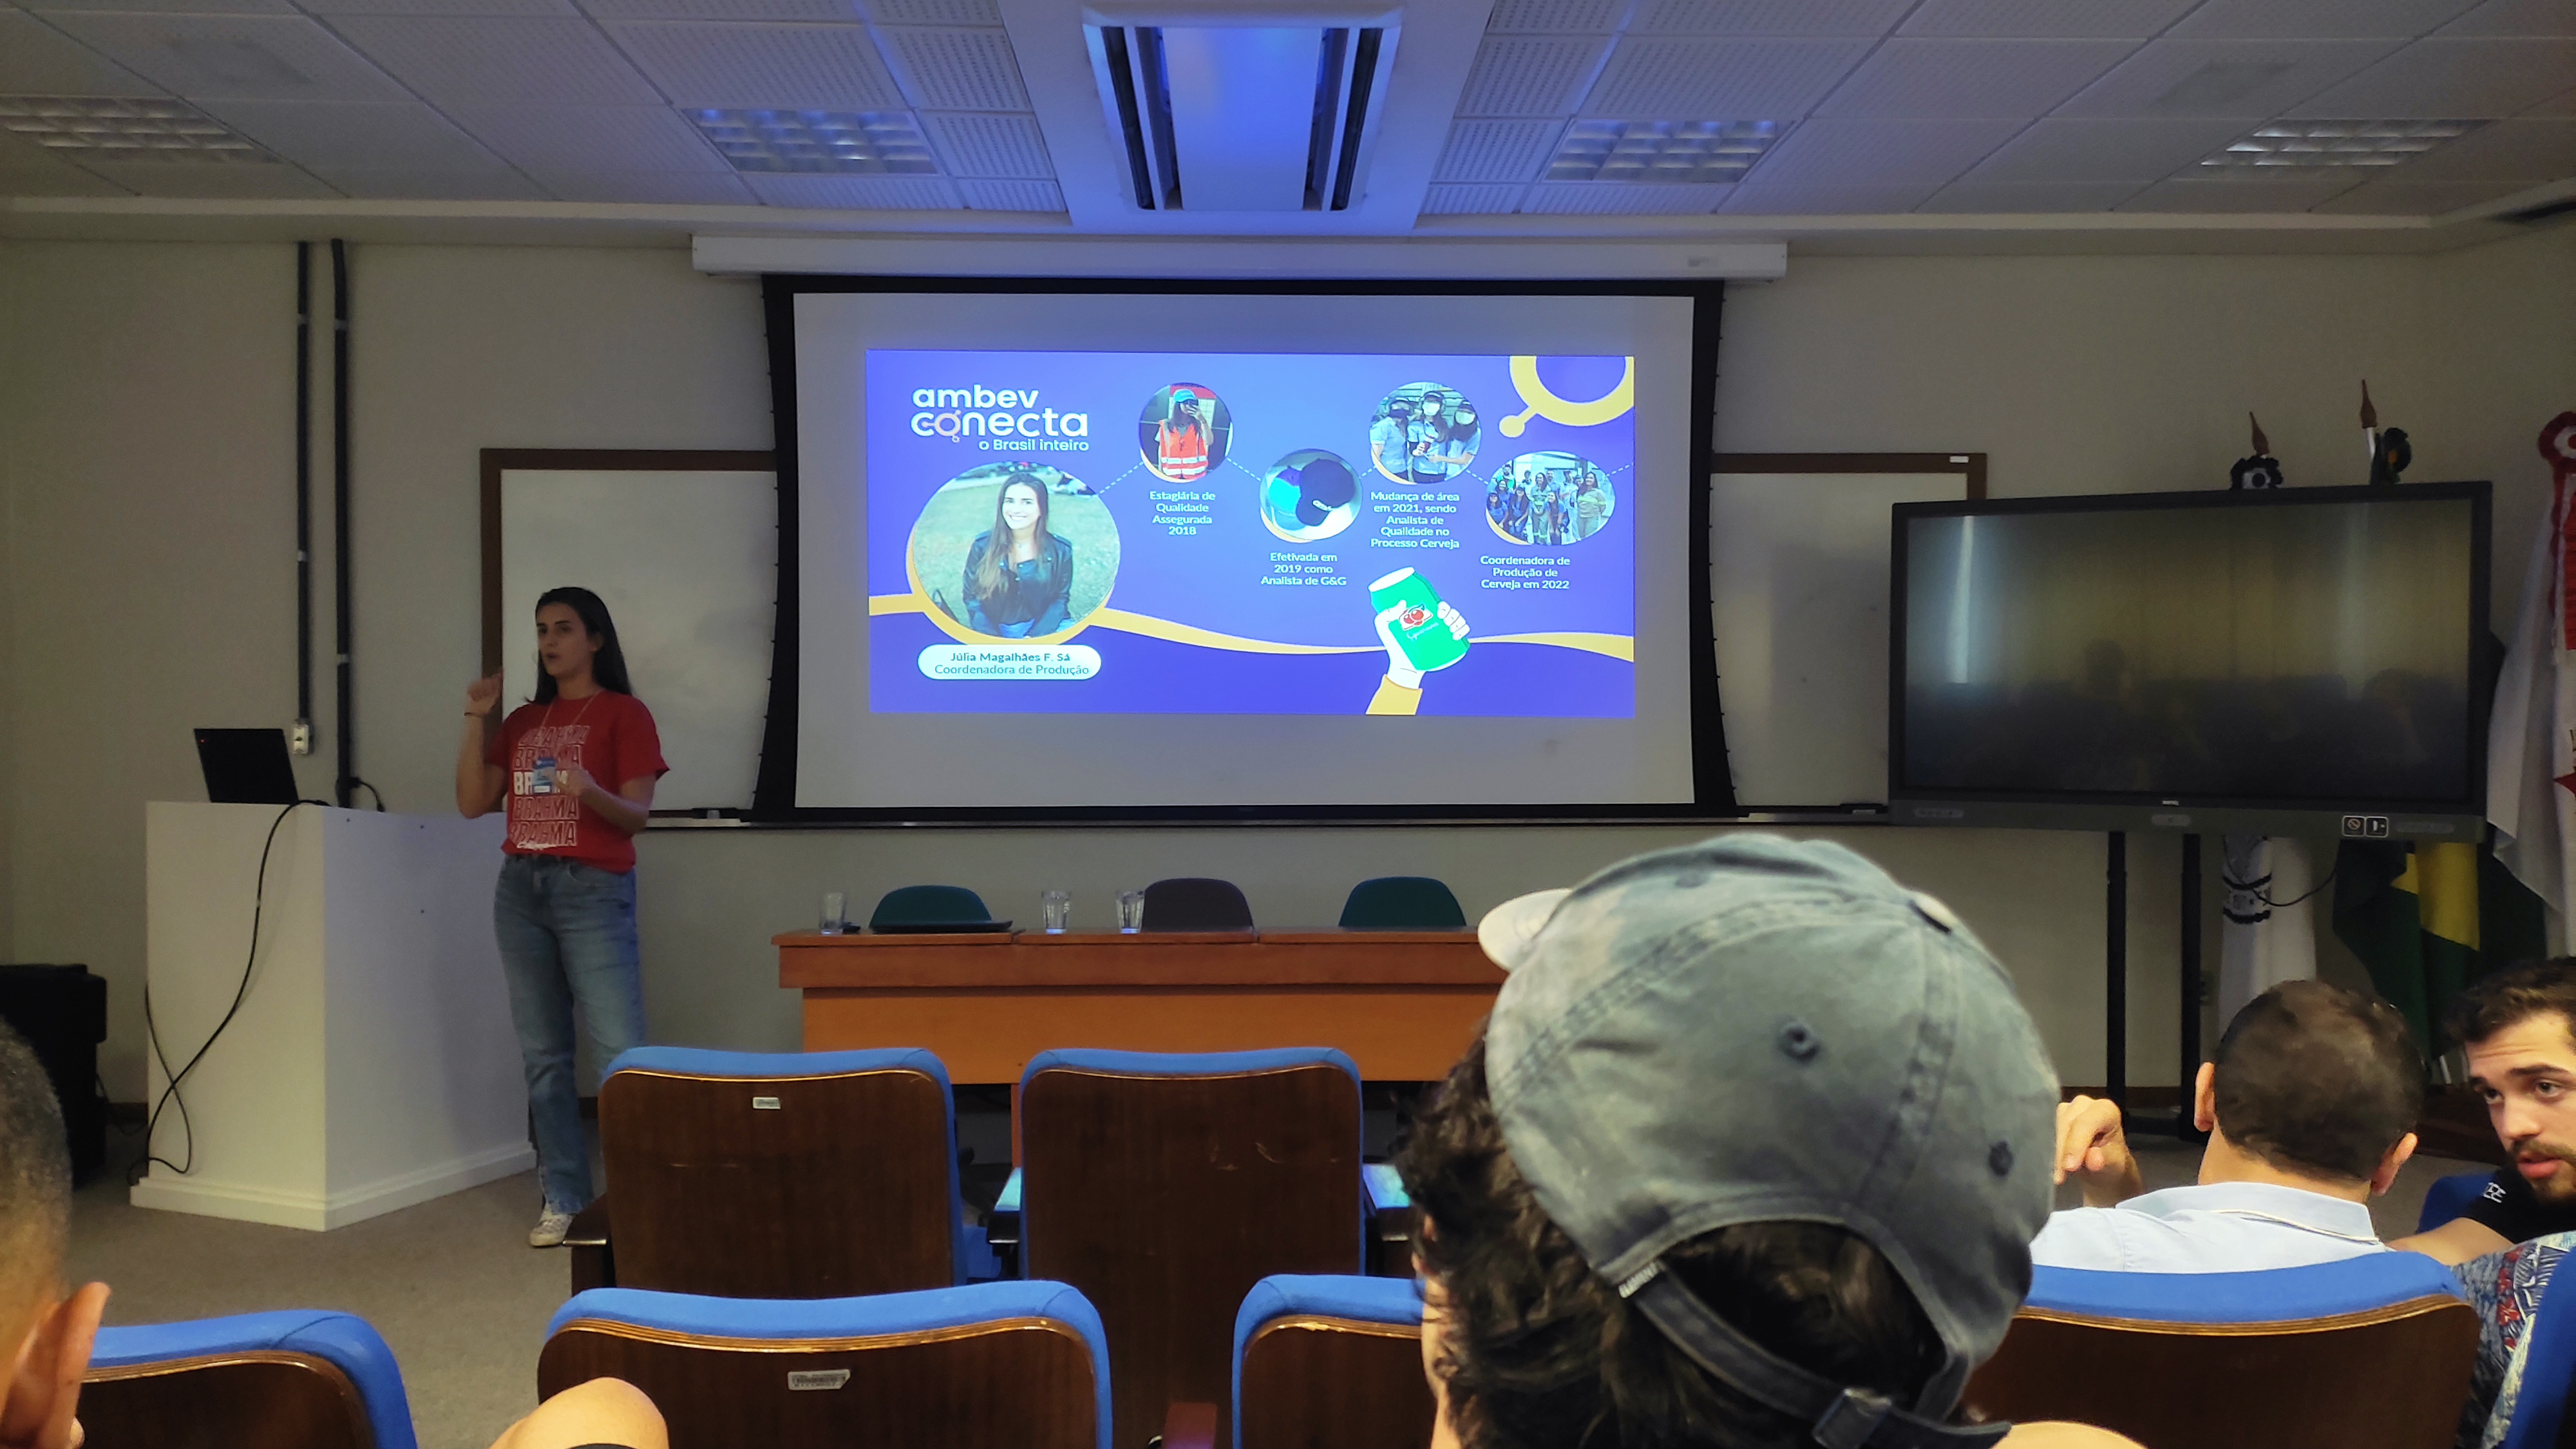 ambev
conecta
o Brasil inteiro
Estagiária de
Qualidade
Assegurada
2018
Efetivada em
2019 como
Analista de G&G
Mudança de área
em 2021, sendo
Analista de
Qualidade no
Processo Cerveja
Coordenadora de
Produção de
Cerveja em 2022
Júlia Magalhães F. Sá
Coordenadora de Produção
BRAHMA
BRAHMA
BRAHMA
BRAHMA